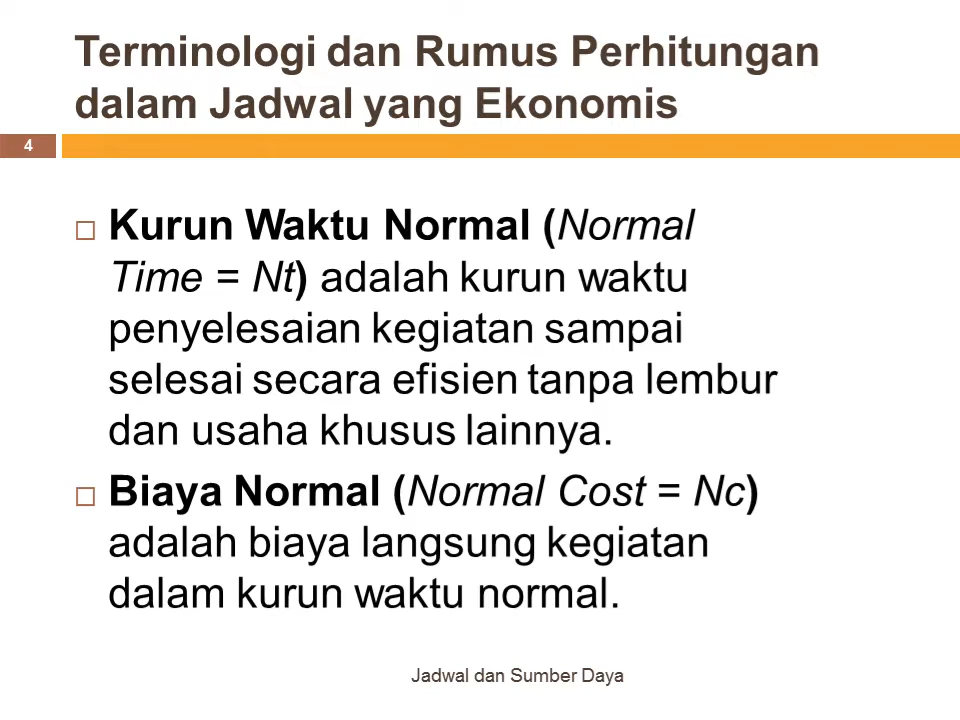 Terminologi dan Rumus Perhitungan
dalam Jadwal yang Ekonomis
4
Kurun Waktu Normal (Normal
Time = Nt) adalah kurun waktu
penyelesaian kegiatan sampai
selesai secara efisien tanpa lembur
dan usaha khusus lainnya.
Biaya Normal (Normal Cost = Nc)
adalah biaya langsung kegiatan
dalam kurun waktu normal.
Jadwal dan Sumber Daya